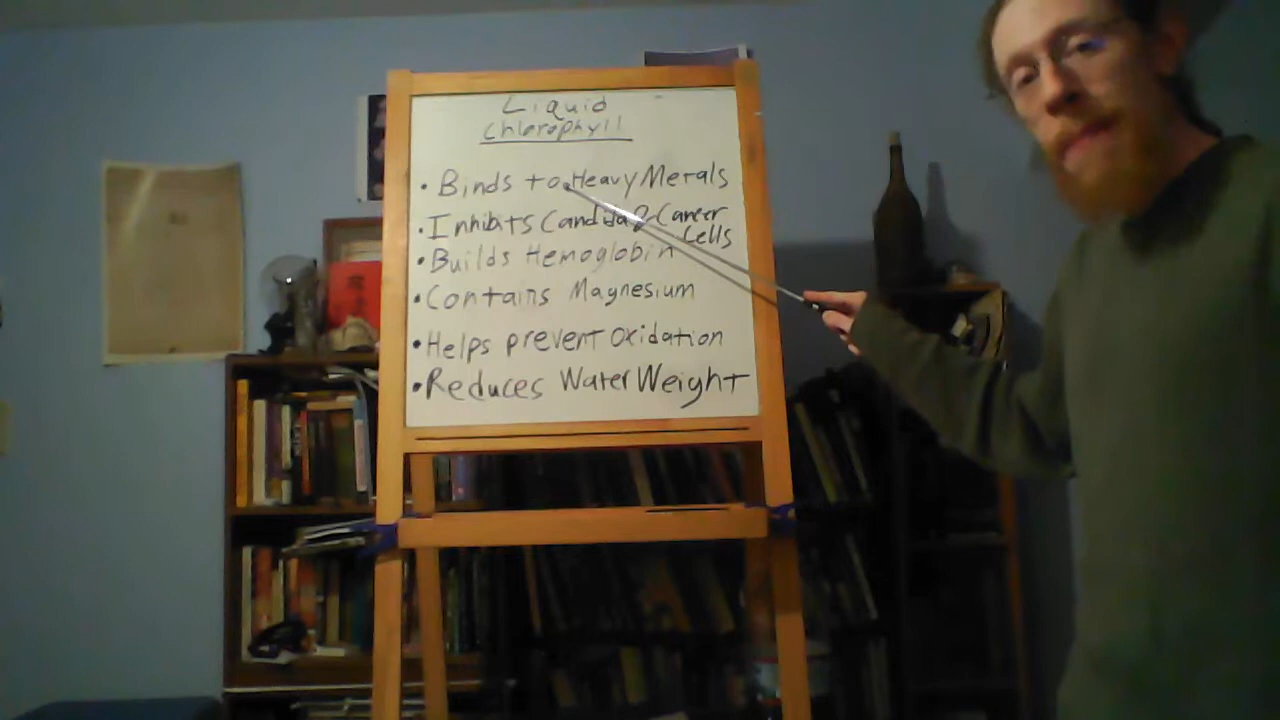 Liquid
Chlorophyll
• Binds to Heavy Metals
• Inhibits Candida & Cancer
Cells
• Builds Hemoglobin
• Contains Magnesium
• Helps prevent Oxidation
• Reduces Water Weight